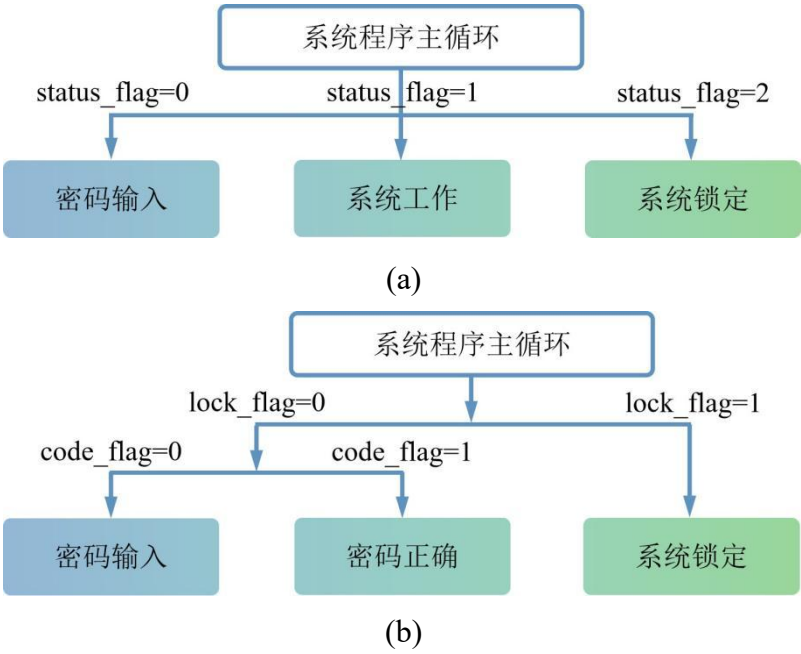 系统程序主循环
status_flag=0 status_flag=1 status_flag=2
密码输入 系统工作 系统锁定
(a)
系统程序主循环
lock_flag=0 lock_flag=1
code_flag=0 code_flag=1
密码输入 密码正确 系统锁定
(b)